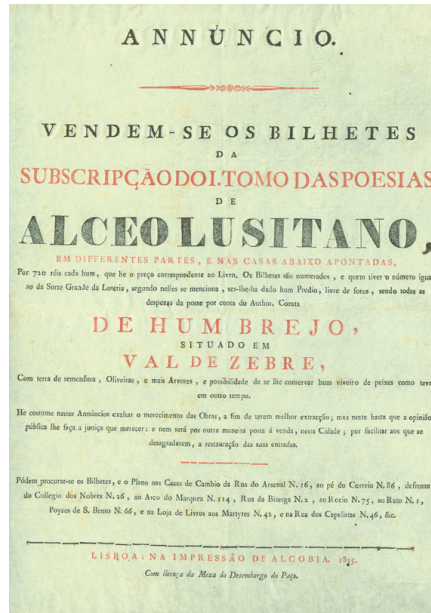 ANNÚNCIO.
VENDEM-SE OS BILHETES
DA
SUBSCRIPÇÃO DO I. TOMO DAS POESIAS
DE
ALCEO LUSITANO,
EM DIFFERENTES PARTES, E NAS CASAS ABAIXO APONTADAS,
Por 720 réis cada hum, que he o preço correspondente ao Livro. Os Bilhetes são numerados, e quem tiver o número igual
ao da Sorte Grande da Loteria, segundo nelles se menciona, ser-lhe-ha dado hum Predio, livre de foros, sendo todas as
despezas da posse por conta do Author. Consta
DE HUM BREJO,
SITUADO EM
VAL DE ZEBRE,
Com terra de semeadura, Oliveiras, e mais Arvores, e possibilidade de se lhe conservar hum viveiro de peixes como teve
em outro tempo.
He costume nestes Annúncios exaltar o merecimento das Obras, a fim de terem melhor extracção; mas nesta basta que a opinião
pública lhe faça a justiça que merecer: e nem será por outra maneira posta á venda, nesta Cidade; por facilitar aos que se
desagradarem, a restauração das suas entradas.
Pódem procurar-se os Bilhetes, e o Plano nas Casas de Cambio da Rua do Arsenal N. 16, ao pé do Correio N. 86, defronte
do Collegio dos Nobres N. 26, ao Arco do Marquez N. 114, Rua da Bitesga N. 2, ao Rocio N. 75, ao Rato N. 1,
Poyaes de S. Bento N. 66, e na Loja de Livros aos Martyres N. 42, e na Rua dos Capelistas N. 46, &c.
LISBOA: NA IMPRESSÃO DE ALCOBIA. 1825.
Com licença da Meza do Desembargo do Paço.